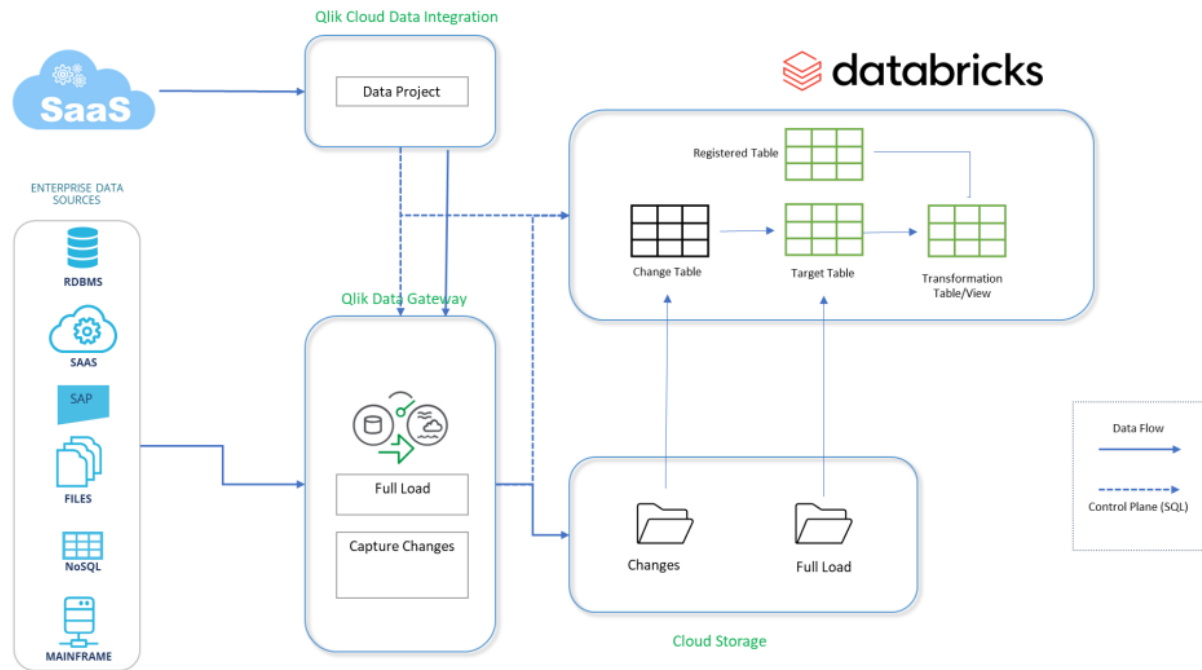 Qlik Cloud Data Integration
SaaS
Data Project
databricks
Registered Table
ENTERPRISE DATA
SOURCES
RDBMS
SAAS
SAP
FILES
NoSQL
MAINFRAME
Change Table
Target Table
Transformation
Table/View
Qlik Data Gateway
Full Load
Capture Changes
Changes
Full Load
Cloud Storage
Data Flow
Control Plane (SQL)